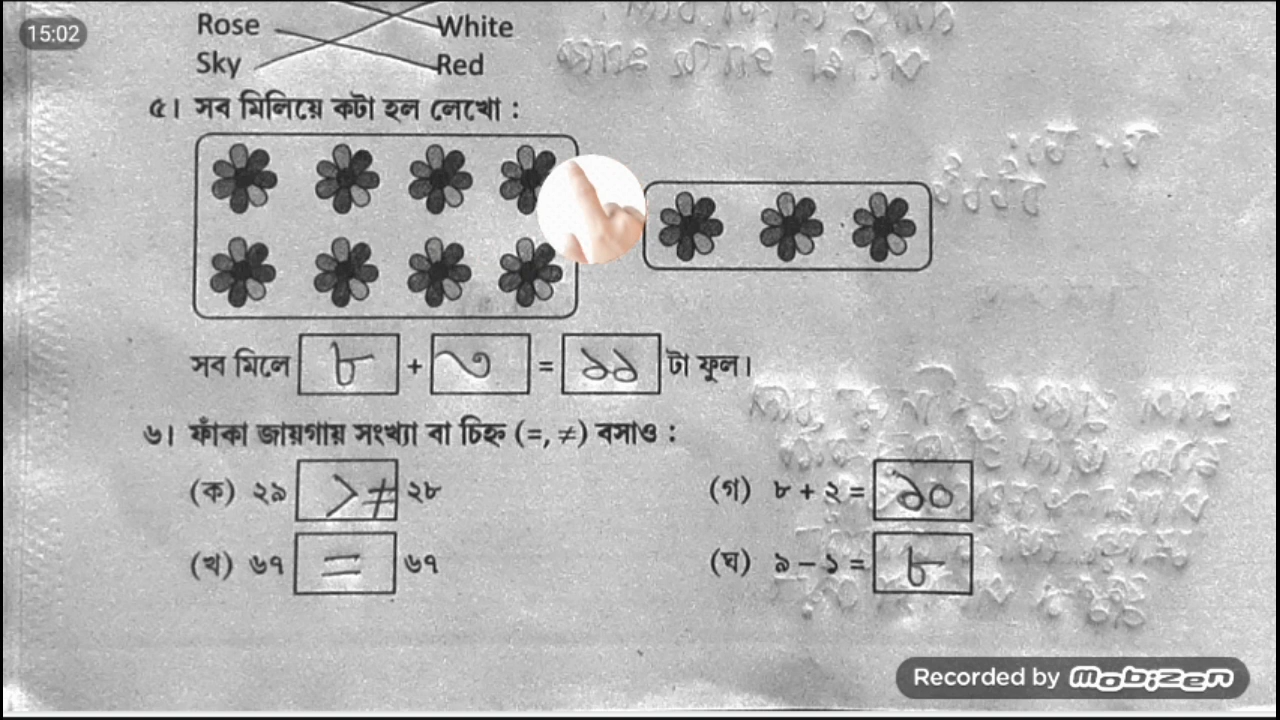 15:02
Rose White
Sky Red
৫। সব মিলিয়ে কটা হল লেখো :
সব মিলে ৮ + ৩ = ১১ টা ফুল।
৬। ফাঁকা জায়গায় সংখ্যা বা চিহ্ন (=, ≠) বসাও :
(ক) ২৯ > ≠ ২৮ (গ) ৮ + ২ = ১০
(খ) ৬৭ = ৬৭ (ঘ) ৯ – ১ = ৮
Recorded by Mobizen